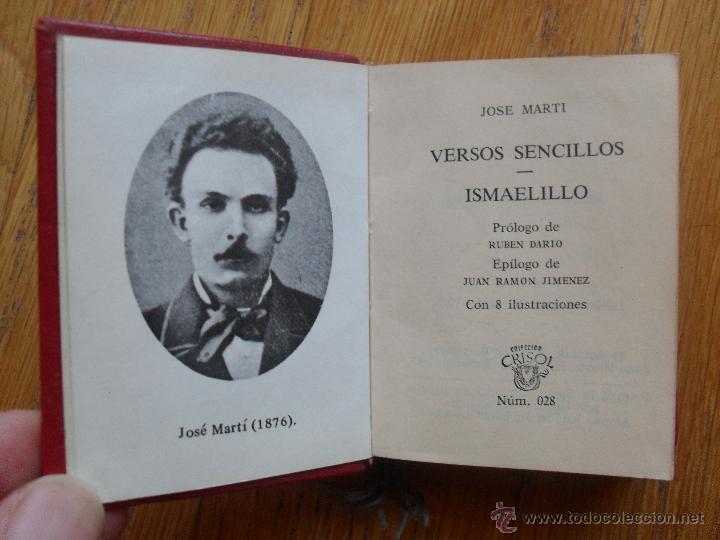 José Martí (1876).
JOSE MARTI
VERSOS SENCILLOS
—
ISMAELILLO
Prólogo de
RUBEN DARIO
Epílogo de
JUAN RAMON JIMENEZ
Con 8 ilustraciones
COLECCION
CRISOL
Núm. 028
© www.todocoleccion.net